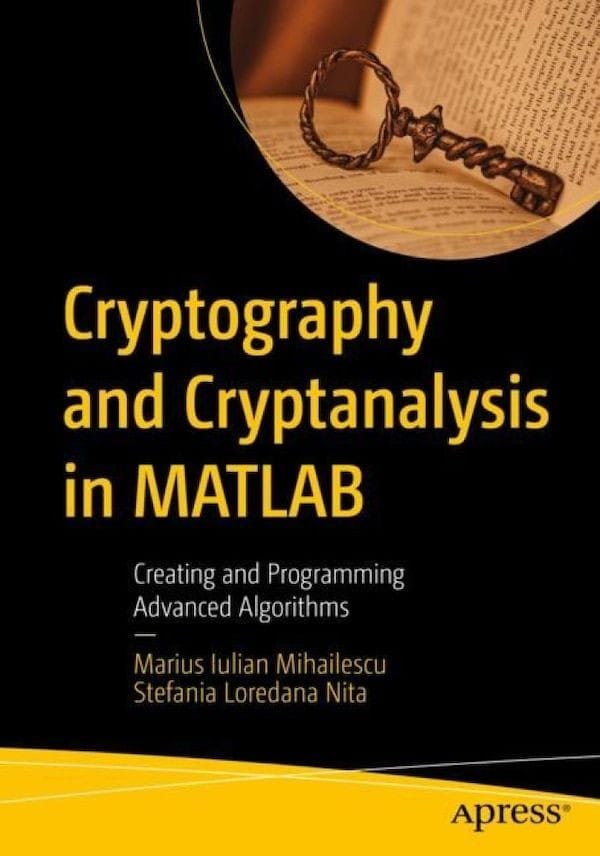 Cryptography
and Cryptanalysis
in MATLAB
Creating and Programming
Advanced Algorithms
—
Marius Iulian Mihailescu
Stefania Loredana Nita
Apress®